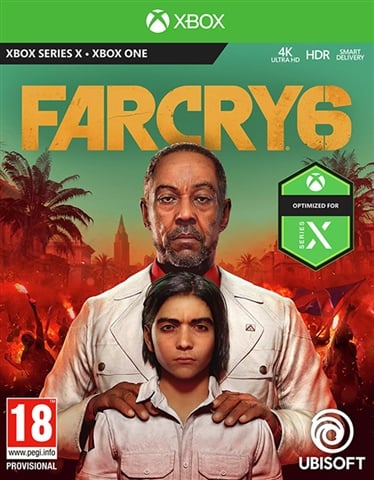 XBOX
XBOX SERIES X • XBOX ONE
4K
ULTRA HD
HDR
SMART
DELIVERY
FARCRY6
OPTIMIZED FOR
SERIES
X
18
www.pegi.info
PROVISIONAL
UBISOFT